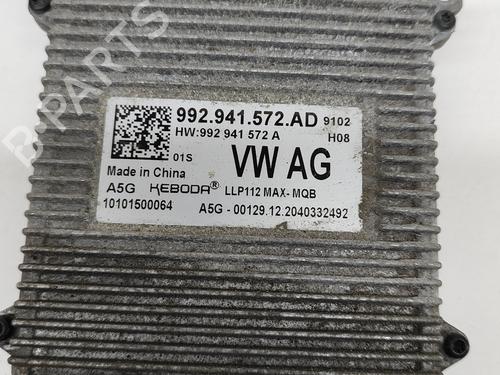 992.941.572.AD 9102
HW:992 941 572 A H08
01S VW AG
Made in China
A5G KEBODA® LLP112 MAX-MQB
10101500064 A5G - 00129.12.2040332492
B-PARTS